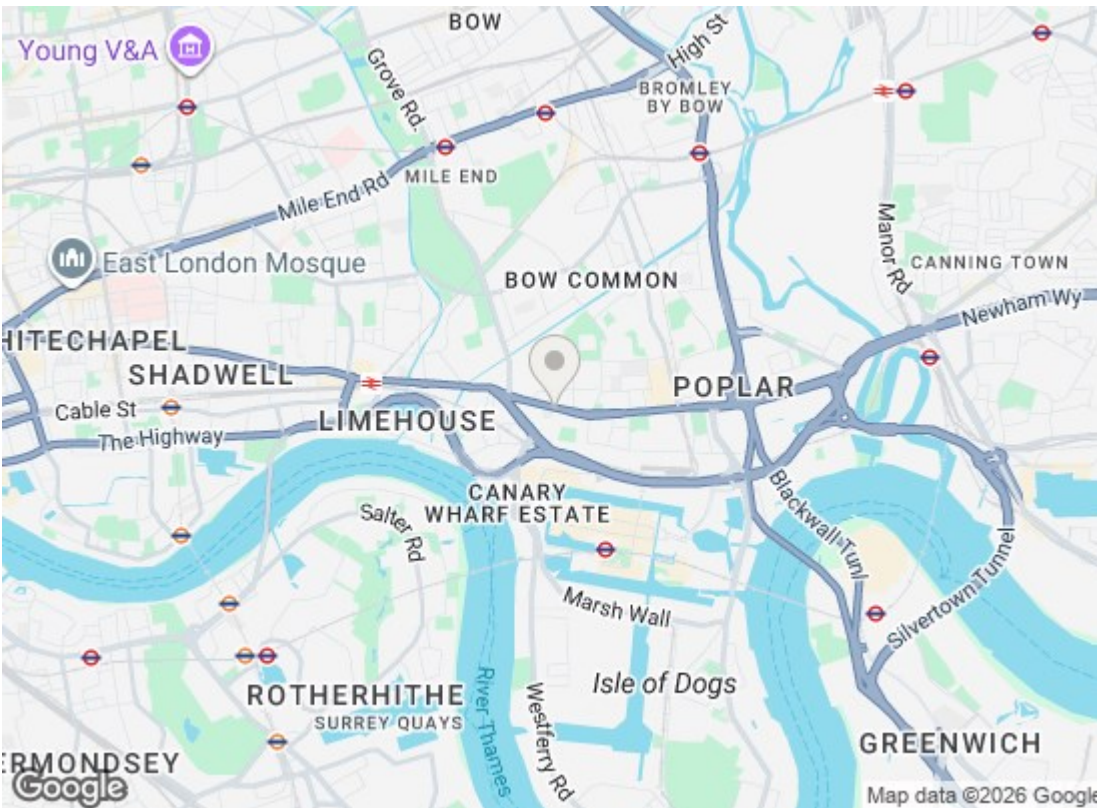 BOW
Young V&A
High St
Grove Rd.
BROMLEY
BY BOW
MILE END
Mile End Rd
Manor Rd
East London Mosque
BOW COMMON
CANNING TOWN
Newham Wy
HITECHAPEL
SHADWELL
POPLAR
Cable St
LIMEHOUSE
The Highway
CANARY
WHARF ESTATE
Salter Rd
Blackwall Tunl
Silvertown Tunnel
Marsh Wall
Isle of Dogs
ROTHERHITHE
SURREY QUAYS
River Thames
Westferry Rd
GREENWICH
ERMONDSEY
Google
Map data ©2026 Google